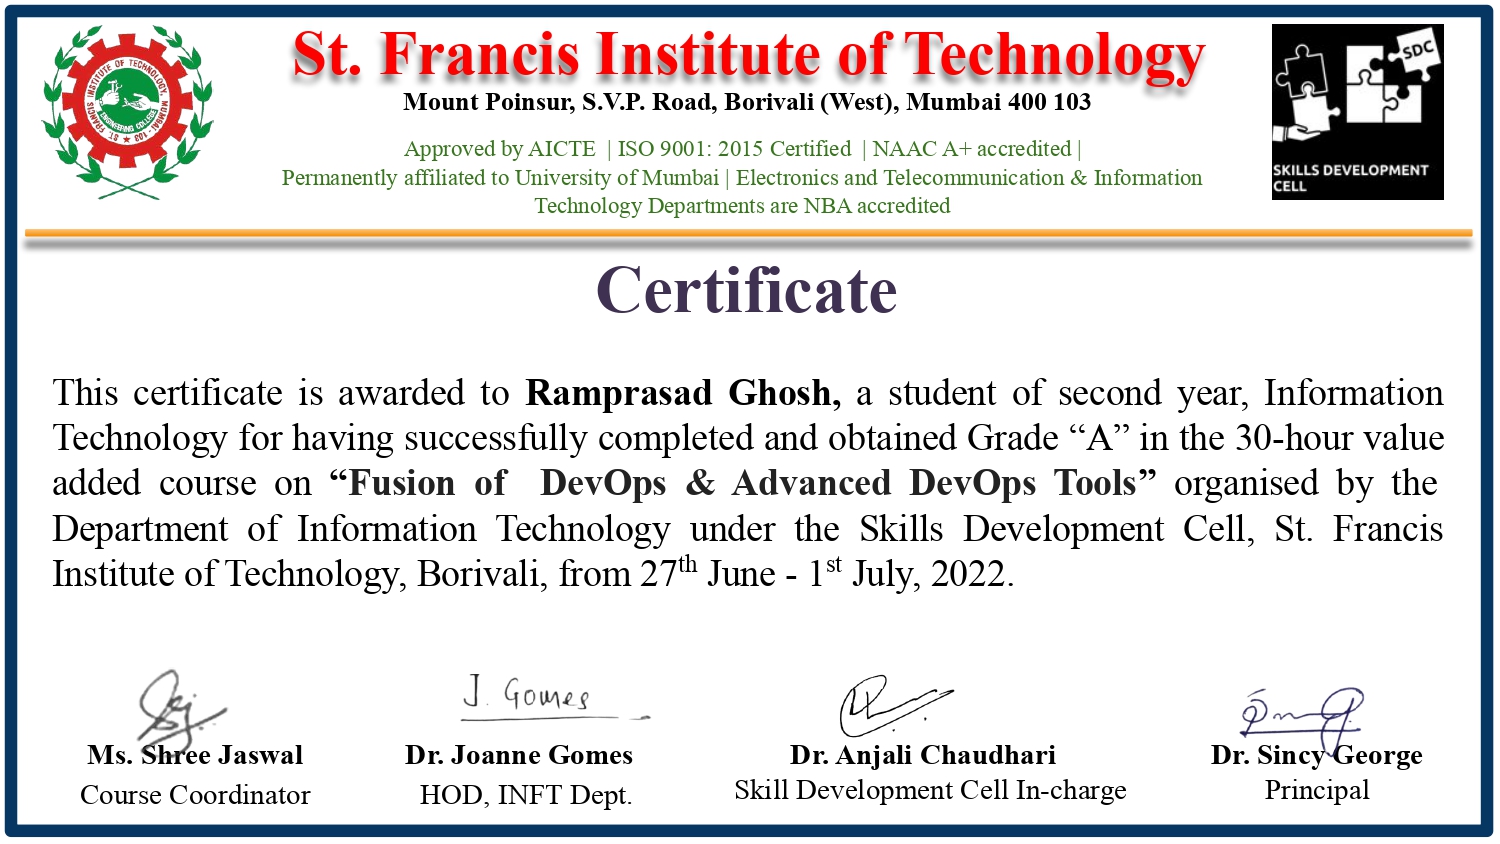 St. Francis Institute of Technology
Mount Poinsur, S.V.P. Road, Borivali (West), Mumbai 400 103
Approved by AICTE | ISO 9001: 2015 Certified | NAAC A+ accredited |
Permanently affiliated to University of Mumbai | Electronics and Telecommunication & Information
Technology Departments are NBA accredited
ST. FRANCIS INSTITUTE OF TECHNOLOGY, MUMBAI - 103
ENGINEERING COLLEGE
SDC
SKILLS DEVELOPMENT
CELL
Certificate
This certificate is awarded to Ramprasad Ghosh, a student of second year, Information
Technology for having successfully completed and obtained Grade “A” in the 30-hour value
added course on “Fusion of DevOps & Advanced DevOps Tools” organised by the
Department of Information Technology under the Skills Development Cell, St. Francis
Institute of Technology, Borivali, from 27th June - 1st July, 2022.
J. Gomes
Ms. Shree Jaswal
Course Coordinator
Dr. Joanne Gomes
HOD, INFT Dept.
Dr. Anjali Chaudhari
Skill Development Cell In-charge
Dr. Sincy George
Principal